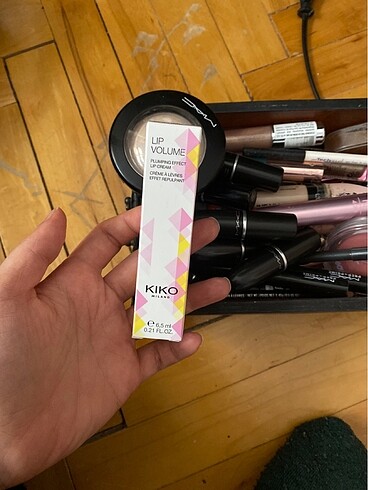 MAC
LIP
VOLUME
PLUMPING EFFECT
LIP CREAM
CRÈME À LÈVRES
EFFET REPULPANT
KIKO
MILANO
e 6,5 ml
0.21 FL.OZ.